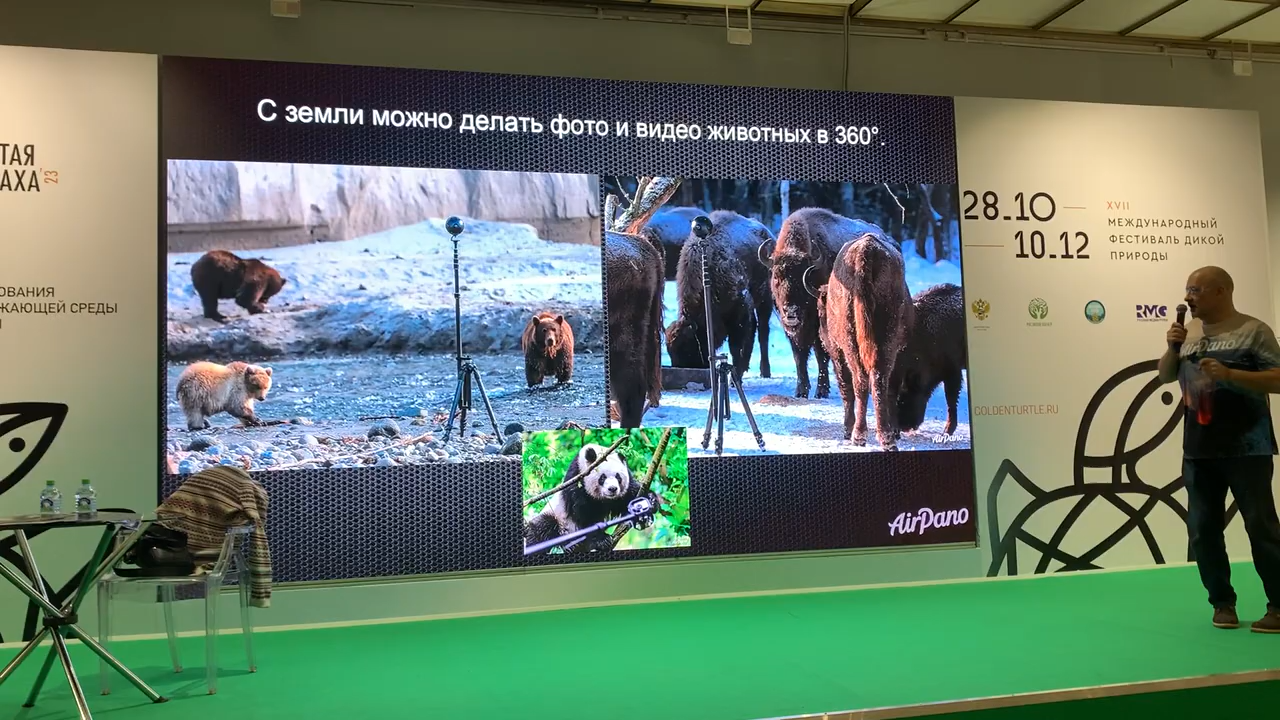 С земли можно делать фото и видео животных в 360°.
ТАЯ
АХА'23
ОВАНИЯ
ЖАЮЩЕЙ СРЕДЫ
28.10
10.12
XVII
МЕЖДУНАРОДНЫЙ
ФЕСТИВАЛЬ ДИКОЙ
ПРИРОДЫ
RMG
GOLDENTURTLE.RU
AirPano
AirPano
AirPano